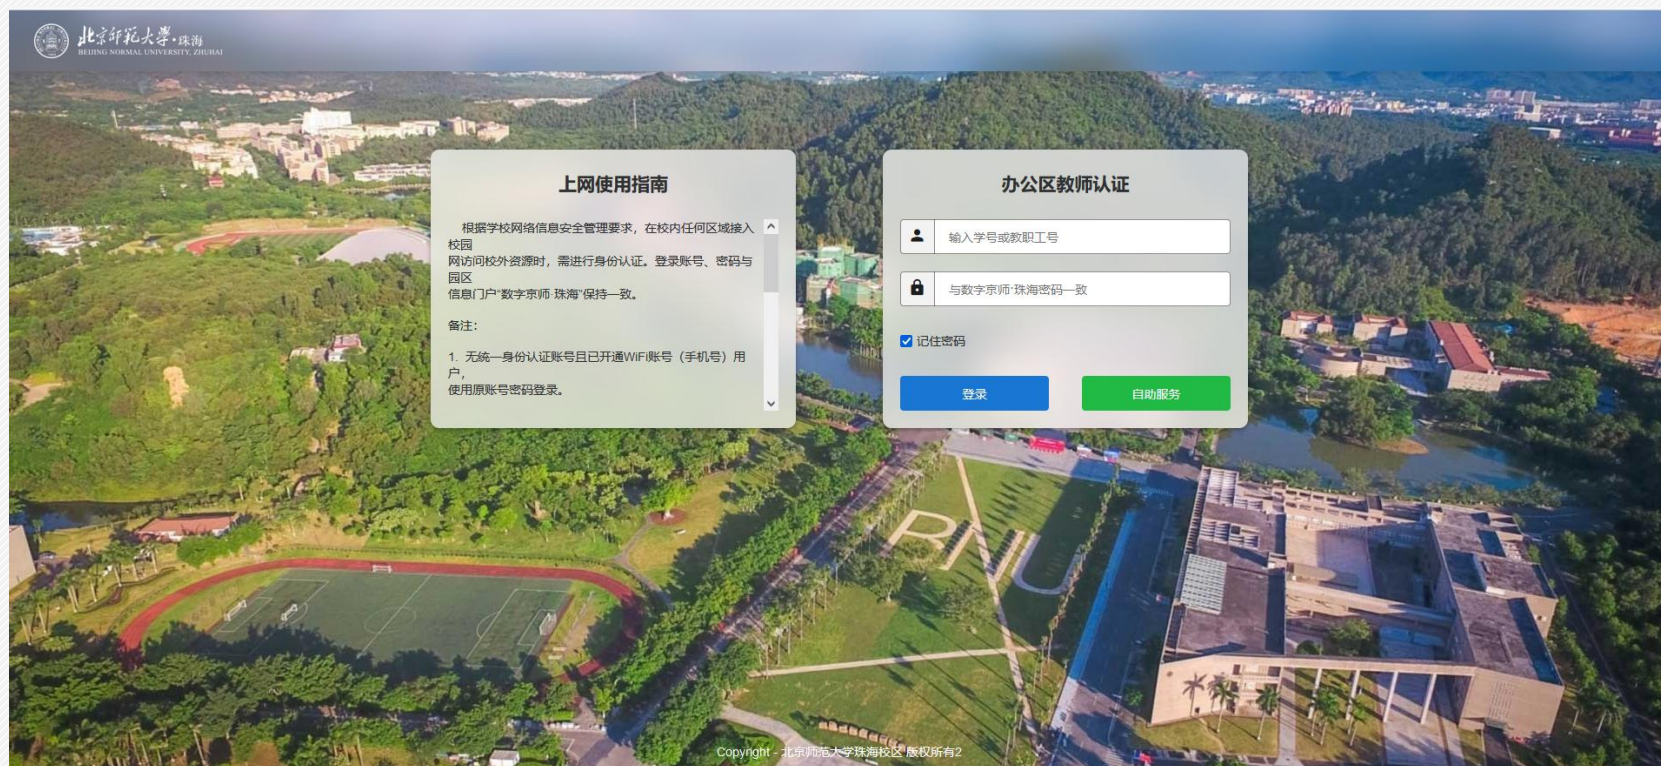 北京师范大学·珠海
BEIJING NORMAL UNIVERSITY, ZHUHAI
上网使用指南
根据学校网络信息安全管理要求，在校内任何区域接入
校园
网访问校外资源时，需进行身份认证。登录账号、密码与
园区
信息门户“数字京师·珠海”保持一致。
备注：
1. 无统一身份认证账号且已开通WiFi账号（手机号）用
户，
使用原账号密码登录。
办公区教师认证
输入学号或教职工号
与数字京师·珠海密码一致
记住密码
登录
自助服务
BNU
Copyright - 北京师范大学珠海校区 版权所有2